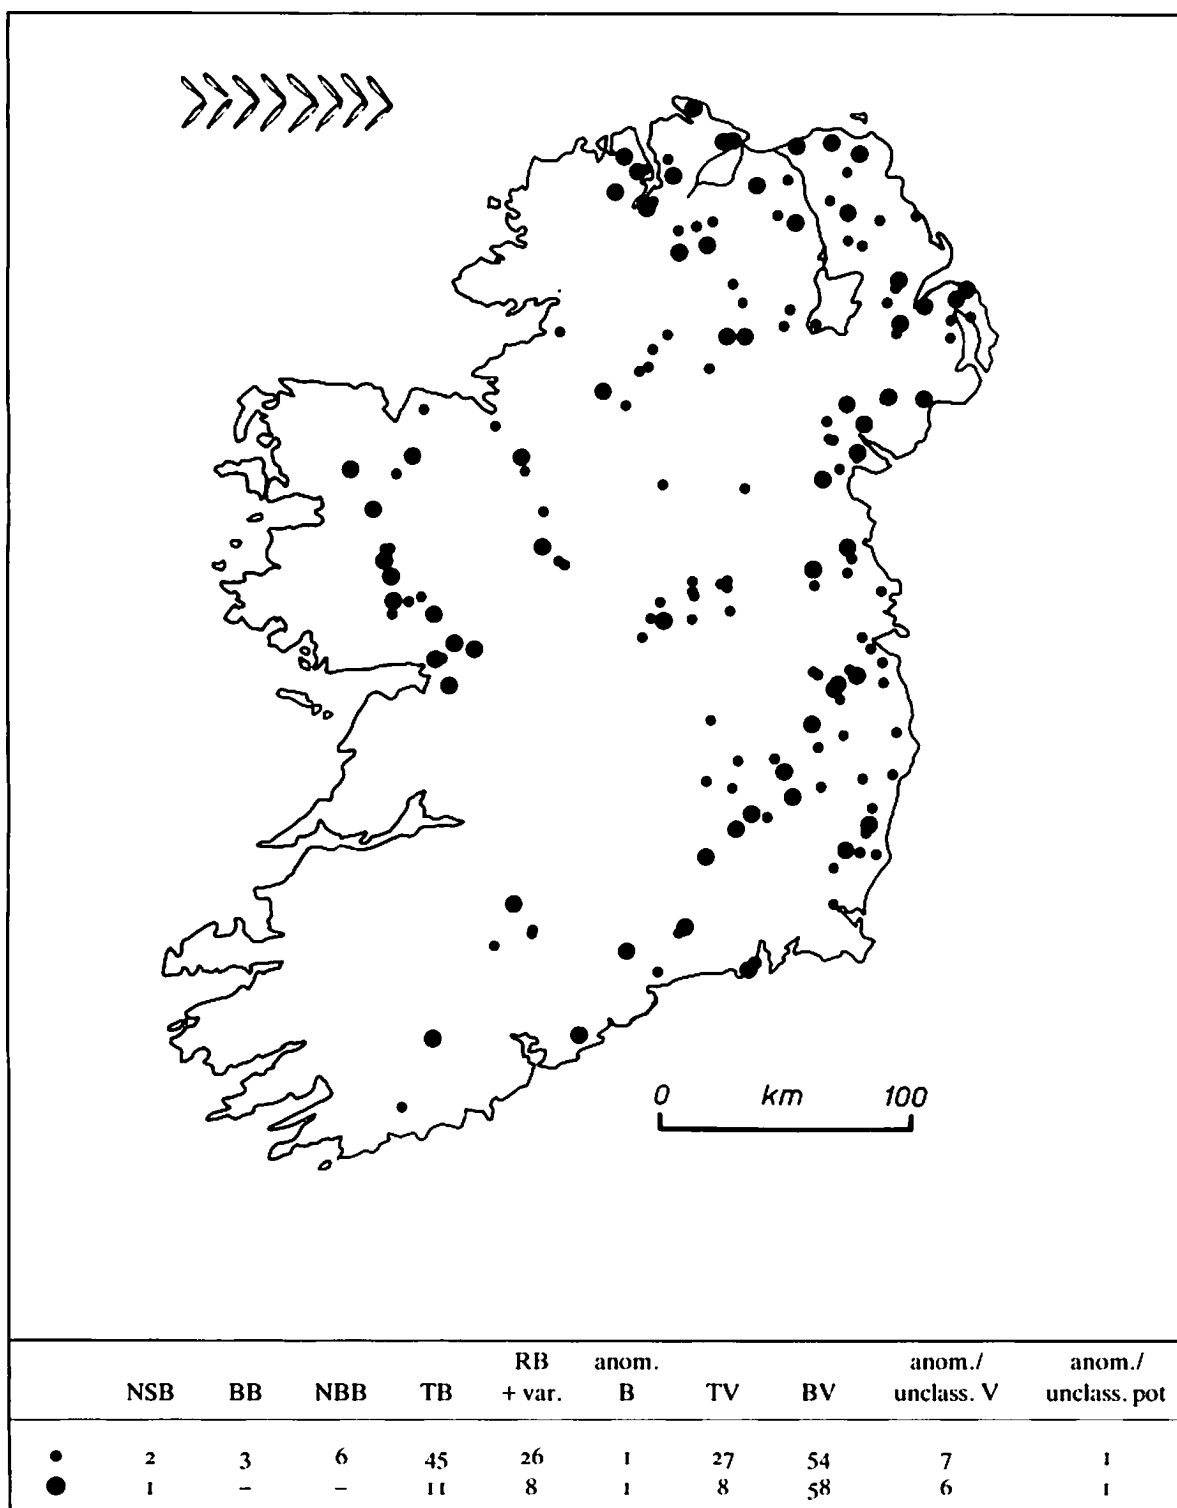 0 km 100
RB anom. anom./ anom./
NSB BB NBB TB + var. B TV BV unclass. V unclass. pot
2 3 6 45 26 1 27 54 7 1
1 – – 11 8 1 8 58 6 1